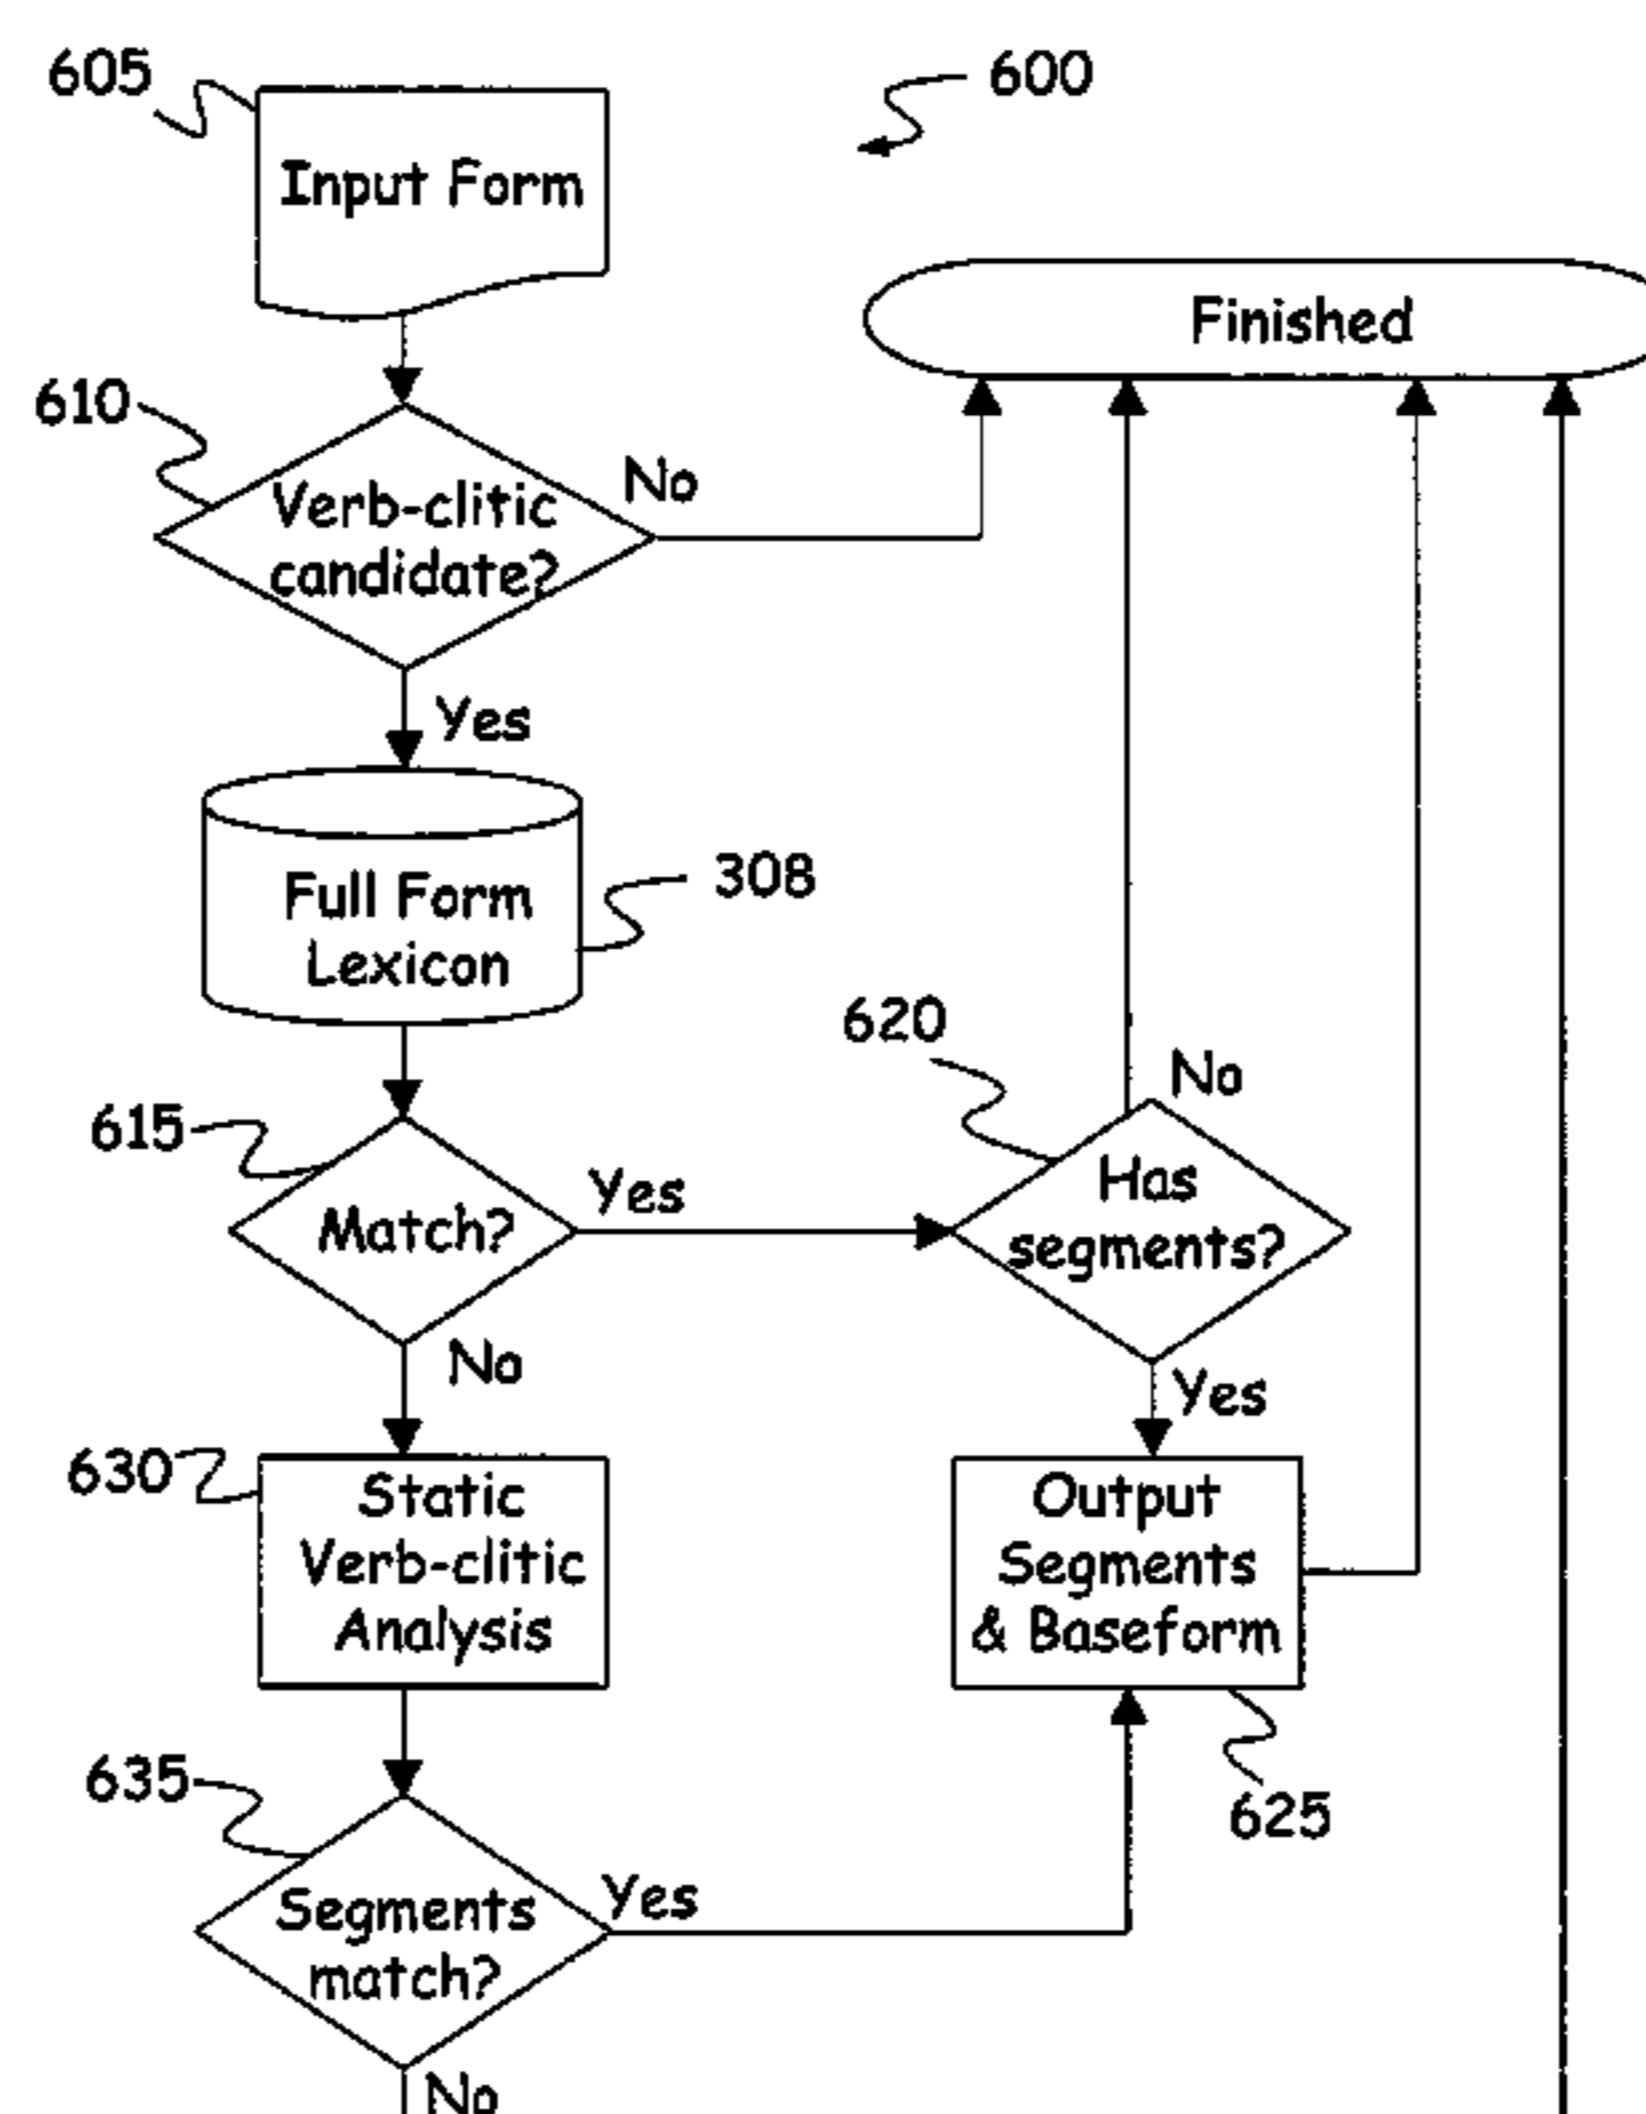 605
600
Input Form
Finished
610
No
Verb-clitic
candidate?
Yes
Full Form
Lexicon
308
620
No
615
Yes
Has
segments?
Match?
No
Yes
630
Static
Verb-clitic
Analysis
Output
Segments
& Baseform
635
625
Yes
Segments
match?
No